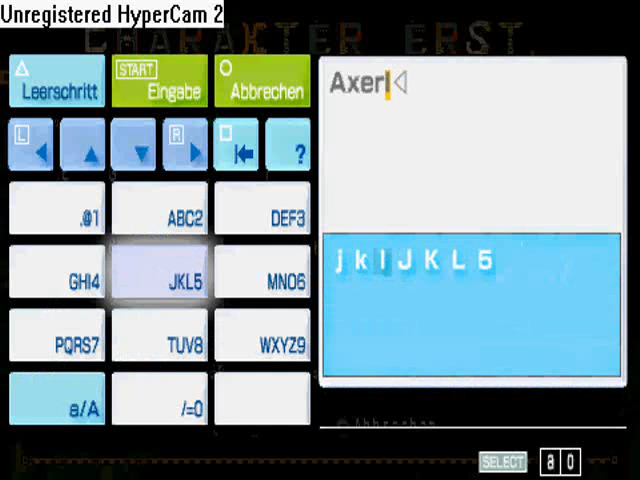 Unregistered HyperCam 2
CHARAKTER ERST.
Leerschritt
START
Eingabe
Abbrechen
Axerl
L
R
?
.@1
ABC2
DEF3
j k l J K L 5
GHI4
JKL5
MNO6
PQRS7
TUV8
WXYZ9
a/A
/=0
Abbrechen
SELECT
a 0